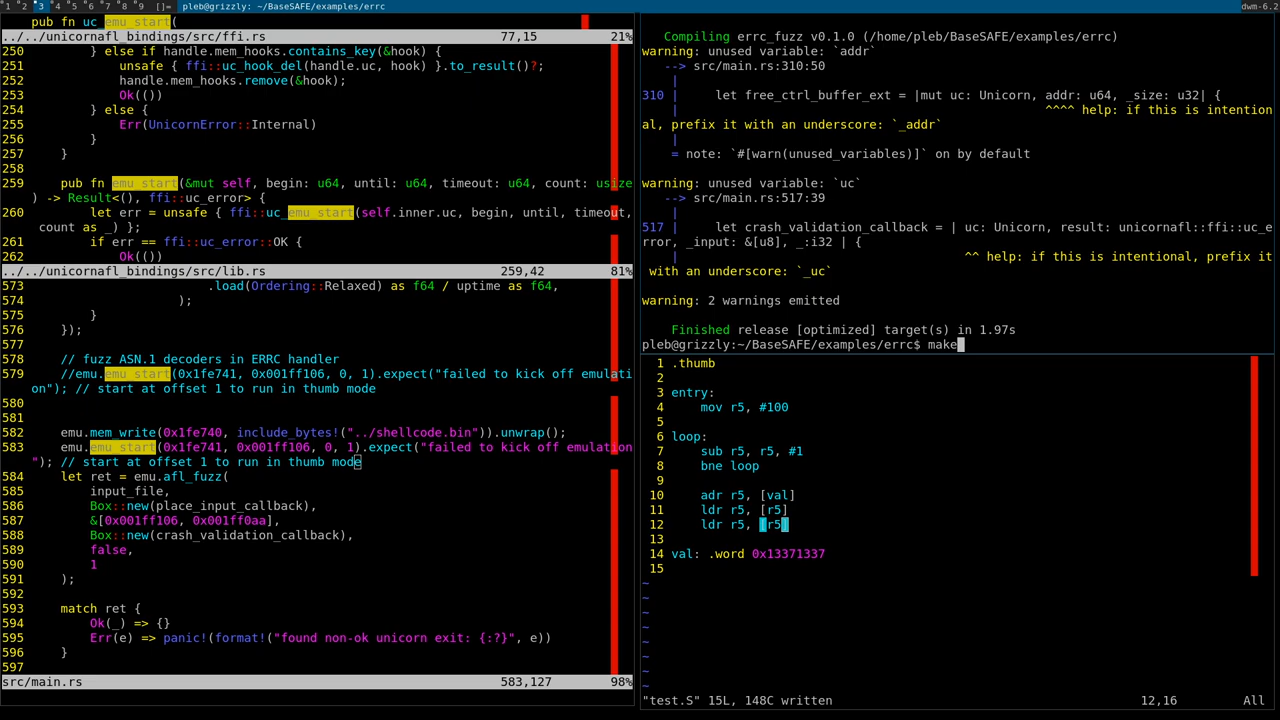 1 2 3 4 5 6 7 8 9 []= pleb@grizzly: ~/BaseSAFE/examples/errc dwm-6.2
pub fn uc_emu_start(
../../unicornafl_bindings/src/ffi.rs 77,15 21%
250 } else if handle.mem_hooks.contains_key(&hook) {
251 unsafe { ffi::uc_hook_del(handle.uc, hook) }.to_result()?;
252 handle.mem_hooks.remove(&hook);
253 Ok(())
254 } else {
255 Err(UnicornError::Internal)
256 }
257 }
258
259 pub fn emu_start(&mut self, begin: u64, until: u64, timeout: u64, count: usize
) -> Result<(), ffi::uc_error> {
260 let err = unsafe { ffi::uc_emu_start(self.inner.uc, begin, until, timeout,
count as _) };
261 if err == ffi::uc_error::OK {
262 Ok(())
../../unicornafl_bindings/src/lib.rs 259,42 81%
573 .load(Ordering::Relaxed) as f64 / uptime as f64,
574 );
575 }
576 });
577
578 // fuzz ASN.1 decoders in ERRC handler
579 //emu.emu_start(0x1fe741, 0x001ff106, 0, 1).expect("failed to kick off emulati
on"); // start at offset 1 to run in thumb mode
580
581
582 emu.mem_write(0x1fe740, include_bytes!("../shellcode.bin")).unwrap();
583 emu.emu_start(0x1fe741, 0x001ff106, 0, 1).expect("failed to kick off emulation
"); // start at offset 1 to run in thumb mode
584 let ret = emu.afl_fuzz(
585 input_file,
586 Box::new(place_input_callback),
587 &[0x001ff106, 0x001ff0aa],
588 Box::new(crash_validation_callback),
589 false,
590 1
591 );
592
593 match ret {
594 Ok(_) => {}
595 Err(e) => panic!(format!("found non-ok unicorn exit: {:?}", e))
596 }
597
src/main.rs 583,127 98%
Compiling errc_fuzz v0.1.0 (/home/pleb/BaseSAFE/examples/errc)
warning: unused variable: `addr`
--> src/main.rs:310:50
|
310 | let free_ctrl_buffer_ext = |mut uc: Unicorn, addr: u64, _size: u32| {
| ^^^^ help: if this is intention
al, prefix it with an underscore: `_addr`
|
= note: `#[warn(unused_variables)]` on by default
warning: unused variable: `uc`
--> src/main.rs:517:39
|
517 | let crash_validation_callback = | uc: Unicorn, result: unicornafl::ffi::uc_e
rror, _input: &[u8], _:i32 | {
| ^^ help: if this is intentional, prefix it
with an underscore: `_uc`
warning: 2 warnings emitted
Finished release [optimized] target(s) in 1.97s
pleb@grizzly:~/BaseSAFE/examples/errc$ make
1 .thumb
2
3 entry:
4 mov r5, #100
5
6 loop:
7 sub r5, r5, #1
8 bne loop
9
10 adr r5, [val]
11 ldr r5, [r5]
12 ldr r5, [r5]
13
14 val: .word 0x13371337
15
~
~
~
~
~
~
~
~
"test.S" 15L, 148C written 12,16 All